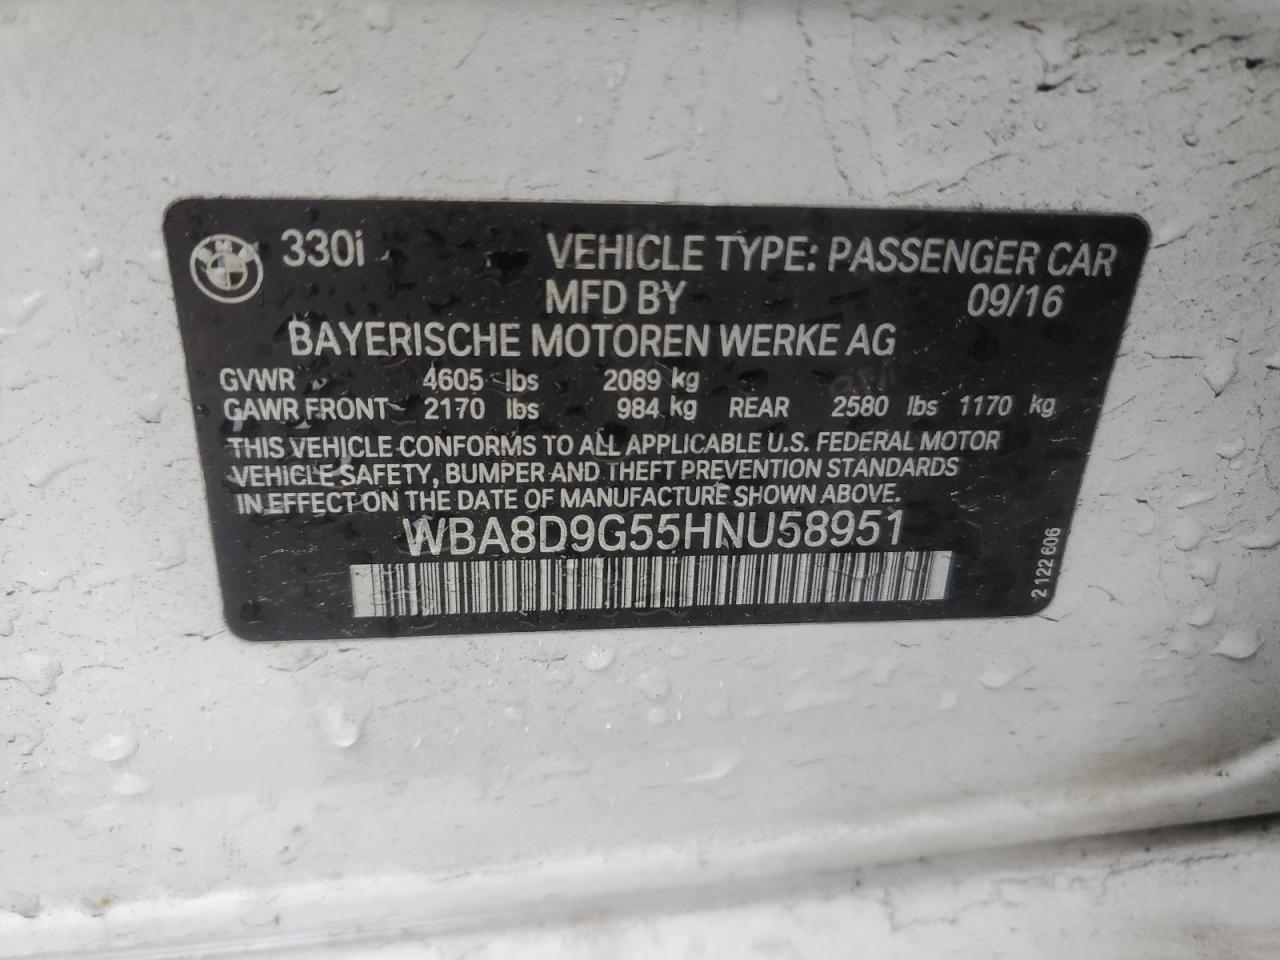 BMW 330i VEHICLE TYPE: PASSENGER CAR
MFD BY 09/16
BAYERISCHE MOTOREN WERKE AG
GVWR 4605 lbs 2089 kg
GAWR FRONT 2170 lbs 984 kg REAR 2580 lbs 1170 kg
THIS VEHICLE CONFORMS TO ALL APPLICABLE U.S. FEDERAL MOTOR
VEHICLE SAFETY, BUMPER AND THEFT PREVENTION STANDARDS
IN EFFECT ON THE DATE OF MANUFACTURE SHOWN ABOVE.
WBA8D9G55HNU58951
2 122 606